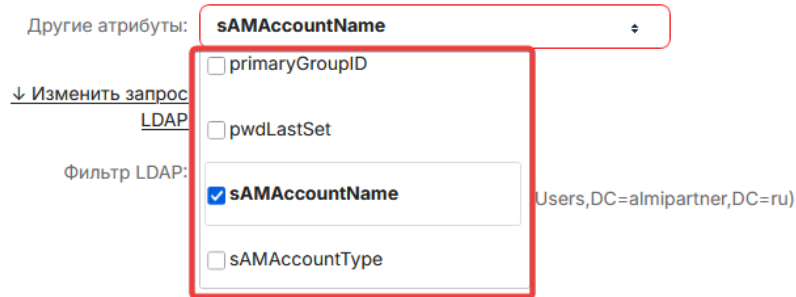 Другие атрибуты: sAMAccountName
primaryGroupID
↓ Изменить запрос
LDAP
pwdLastSet
Фильтр LDAP:
sAMAccountName
Users,DC=almipartner,DC=ru)
sAMAccountType